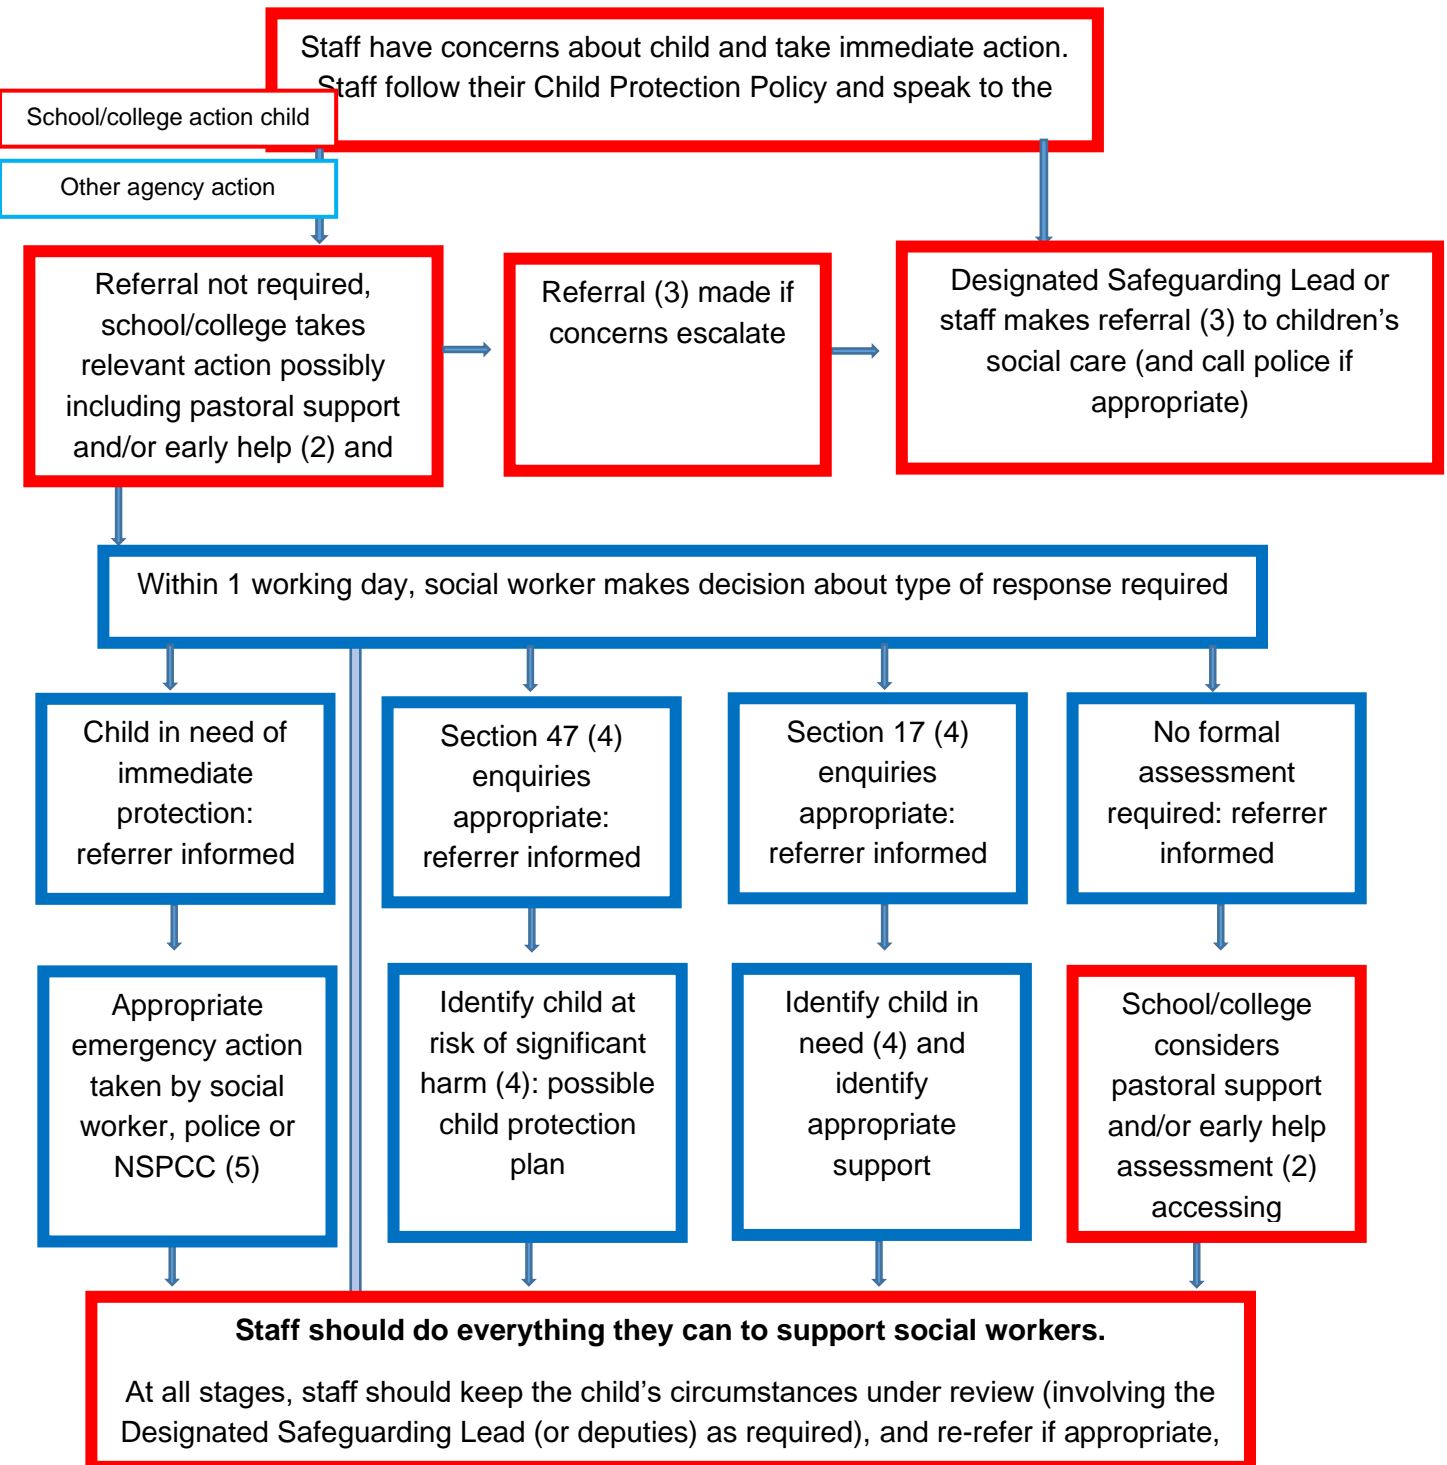 Staff have concerns about child and take immediate action.
Staff follow their Child Protection Policy and speak to the
School/college action child
Other agency action
Referral not required,
school/college takes
relevant action possibly
including pastoral support
and/or early help (2) and
Referral (3) made if
concerns escalate
Designated Safeguarding Lead or
staff makes referral (3) to children's
social care (and call police if
appropriate)
Within 1 working day, social worker makes decision about type of response required
Child in need of
immediate
protection:
referrer informed
Section 47 (4)
enquiries
appropriate:
referrer informed
Section 17 (4)
enquiries
appropriate:
referrer informed
No formal
assessment
required: referrer
informed
Appropriate
emergency action
taken by social
worker, police or
NSPCC (5)
Identify child at
risk of significant
harm (4): possible
child protection
plan
Identify child in
need (4) and
identify
appropriate
support
School/college
considers
pastoral support
and/or early help
assessment (2)
accessing
Staff should do everything they can to support social workers.
At all stages, staff should keep the child's circumstances under review (involving the
Designated Safeguarding Lead (or deputies) as required), and re-refer if appropriate,